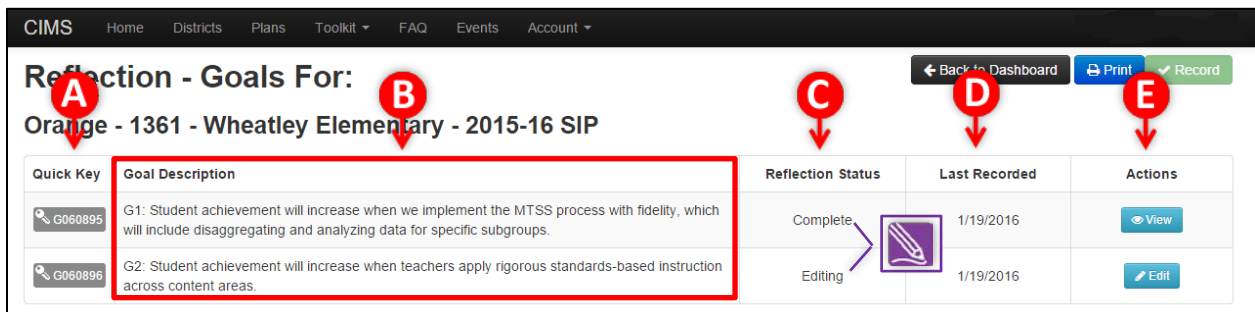 CIMS Home Districts Plans Toolkit FAQ Events Account
Reflection - Goals For:
Back to Dashboard Print Record
A B C D E
Orange - 1361 - Wheatley Elementary - 2015-16 SIP
Quick Key Goal Description Reflection Status Last Recorded Actions
G060895 G1: Student achievement will increase when we implement the MTSS process with fidelity, which
will include disaggregating and analyzing data for specific subgroups.
Complete 1/19/2016 View
G060896 G2: Student achievement will increase when teachers apply rigorous standards-based instruction
across content areas.
Editing 1/19/2016 Edit